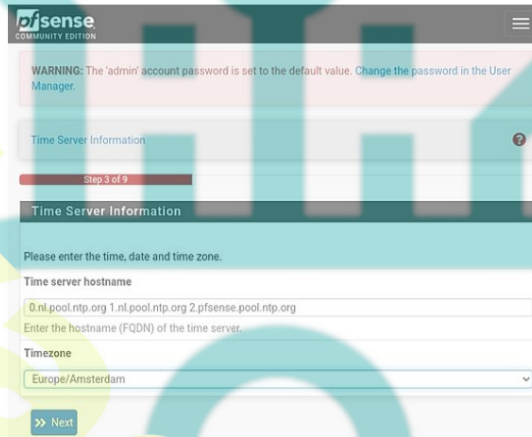 pfsense
COMMUNITY EDITION
WARNING: The 'admin' account password is set to the default value. Change the password in the User
Manager.
Time Server Information
Step 3 of 9
Time Server Information
Please enter the time, date and time zone.
Time server hostname
0.nl.pool.ntp.org 1.nl.pool.ntp.org 2.pfsense.pool.ntp.org
Enter the hostname (FQDN) of the time server.
Timezone
Europe/Amsterdam
>> Next